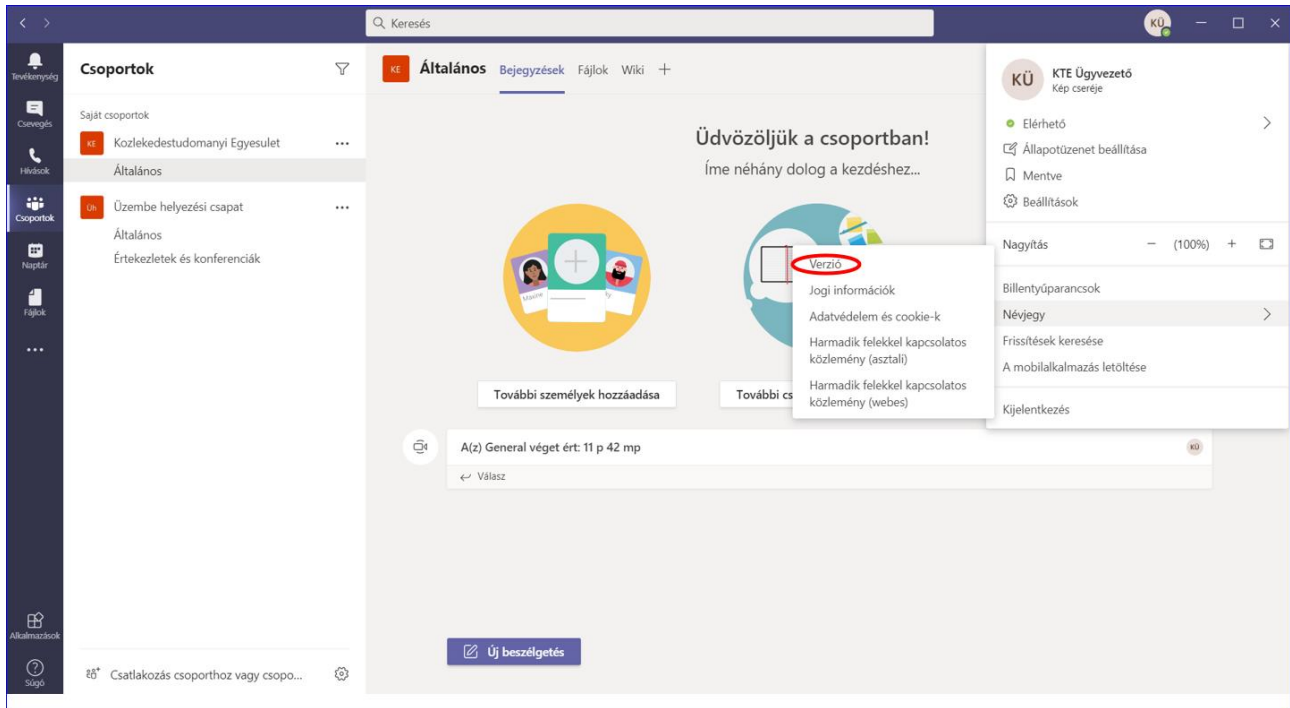 Keresés
KÜ
Tevékenység
Csevegés
Hívások
Csoportok
Naptár
Fájlok
Alkalmazások
Súgó
Csoportok
Saját csoportok
KE Kozlekedestudomanyi Egyesulet
Általános
Üh Üzembe helyezési csapat
Általános
Értekezletek és konferenciák
Csatlakozás csoporthoz vagy csopo...
KE Általános Bejegyzések Fájlok Wiki
Üdvözöljük a csoportban!
Íme néhány dolog a kezdéshez...
Maxine
További személyek hozzáadása
További cs
A(z) General véget ért: 11 p 42 mp
KÜ
Válasz
Új beszélgetés
Verzió
Jogi információk
Adatvédelem és cookie-k
Harmadik felekkel kapcsolatos
közlemény (asztali)
Harmadik felekkel kapcsolatos
közlemény (webes)
KÜ KTE Ügyvezető
Kép cseréje
Elérhető
Állapotüzenet beállítása
Mentve
Beállítások
Nagyítás − (100%) +
Billentyűparancsok
Névjegy
Frissítések keresése
A mobilalkalmazás letöltése
Kijelentkezés